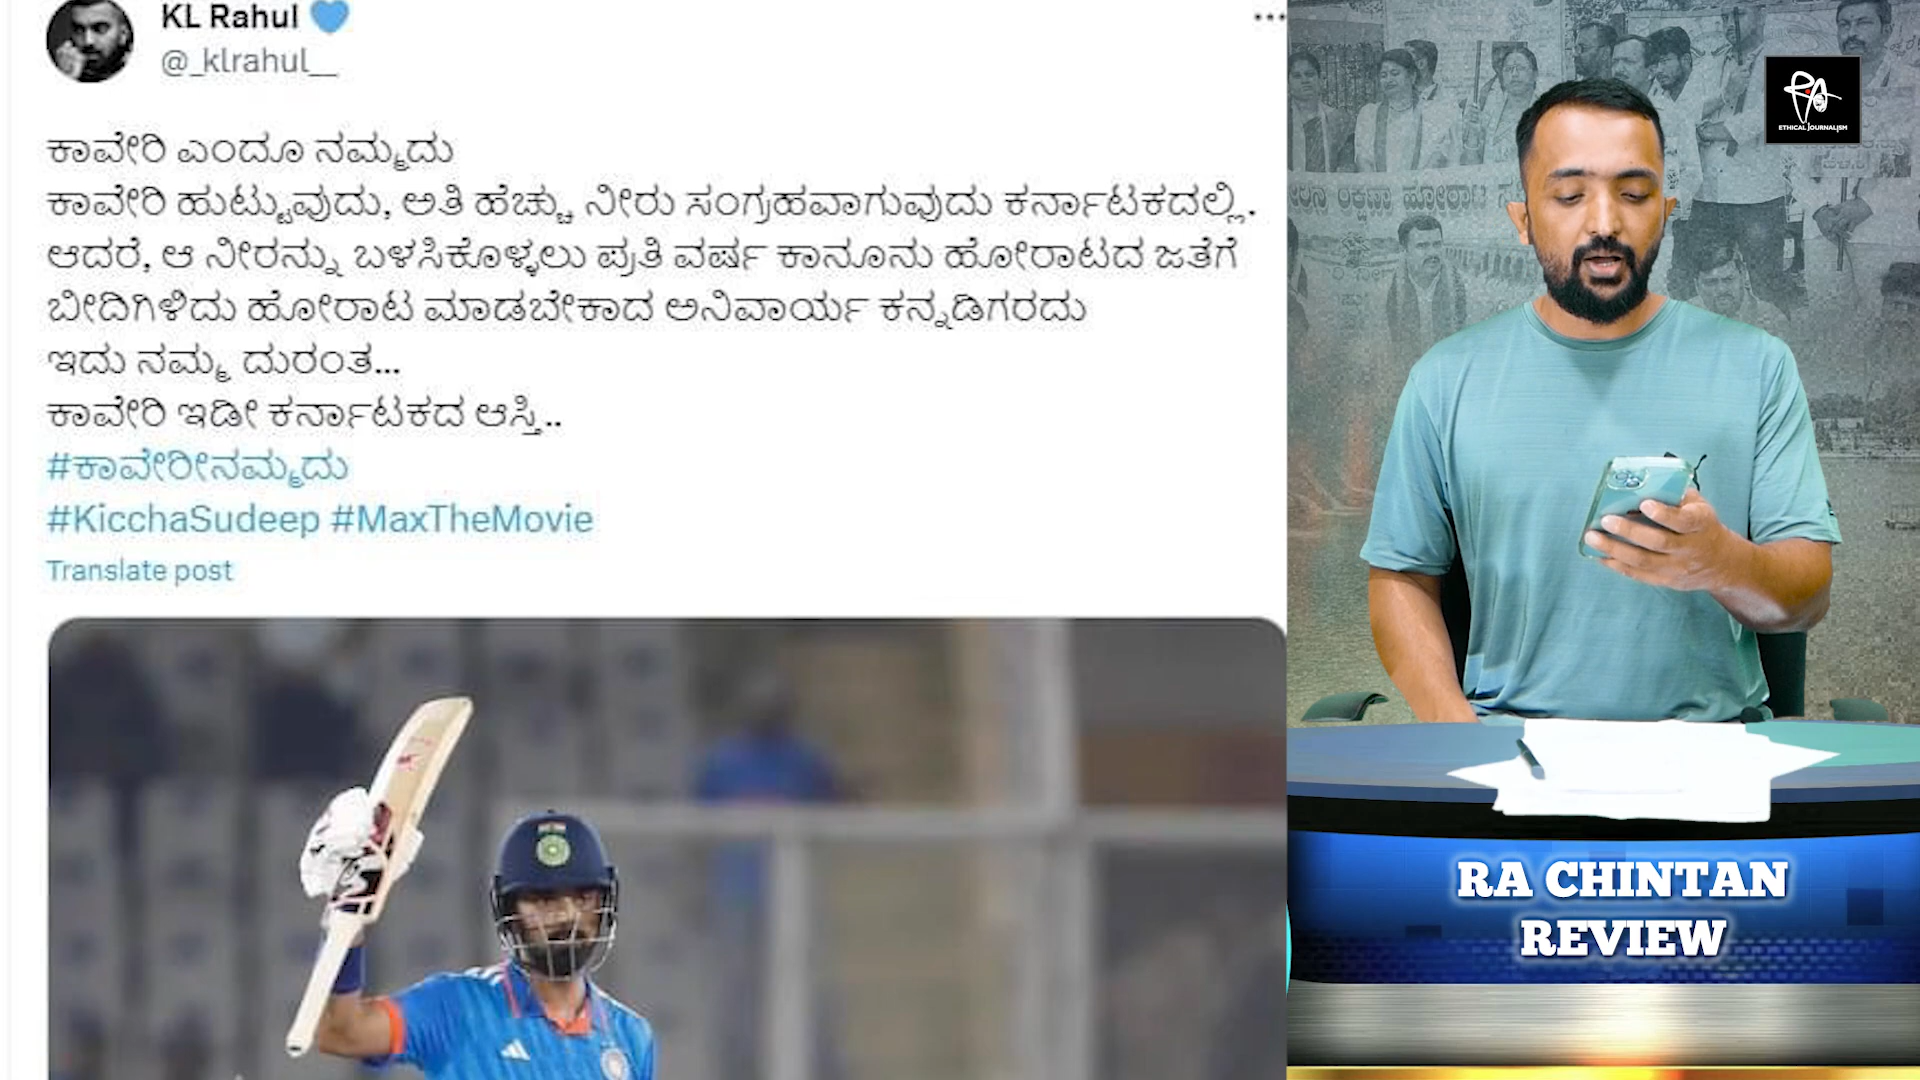 KL Rahul
@_klrahul__
ಕಾವೇರಿ ಎಂದೂ ನಮ್ಮದು
ಕಾವೇರಿ ಹುಟ್ಟುವುದು, ಅತಿ ಹೆಚ್ಚು ನೀರು ಸಂಗ್ರಹವಾಗುವುದು ಕರ್ನಾಟಕದಲ್ಲಿ.
ಆದರೆ, ಆ ನೀರನ್ನು ಬಳಸಿಕೊಳ್ಳಲು ಪ್ರತಿ ವರ್ಷ ಕಾನೂನು ಹೋರಾಟದ ಜತೆಗೆ
ಬೀದಿಗಿಳಿದು ಹೋರಾಟ ಮಾಡಬೇಕಾದ ಅನಿವಾರ್ಯ ಕನ್ನಡಿಗರದು
ಇದು ನಮ್ಮ ದುರಂತ...
ಕಾವೇರಿ ಇಡೀ ಕರ್ನಾಟಕದ ಆಸ್ತಿ..
#ಕಾವೇರೀನಮ್ಮದು
#KicchaSudeep #MaxTheMovie
Translate post
RA
ETHICAL JOURNALISM
RA CHINTAN
REVIEW